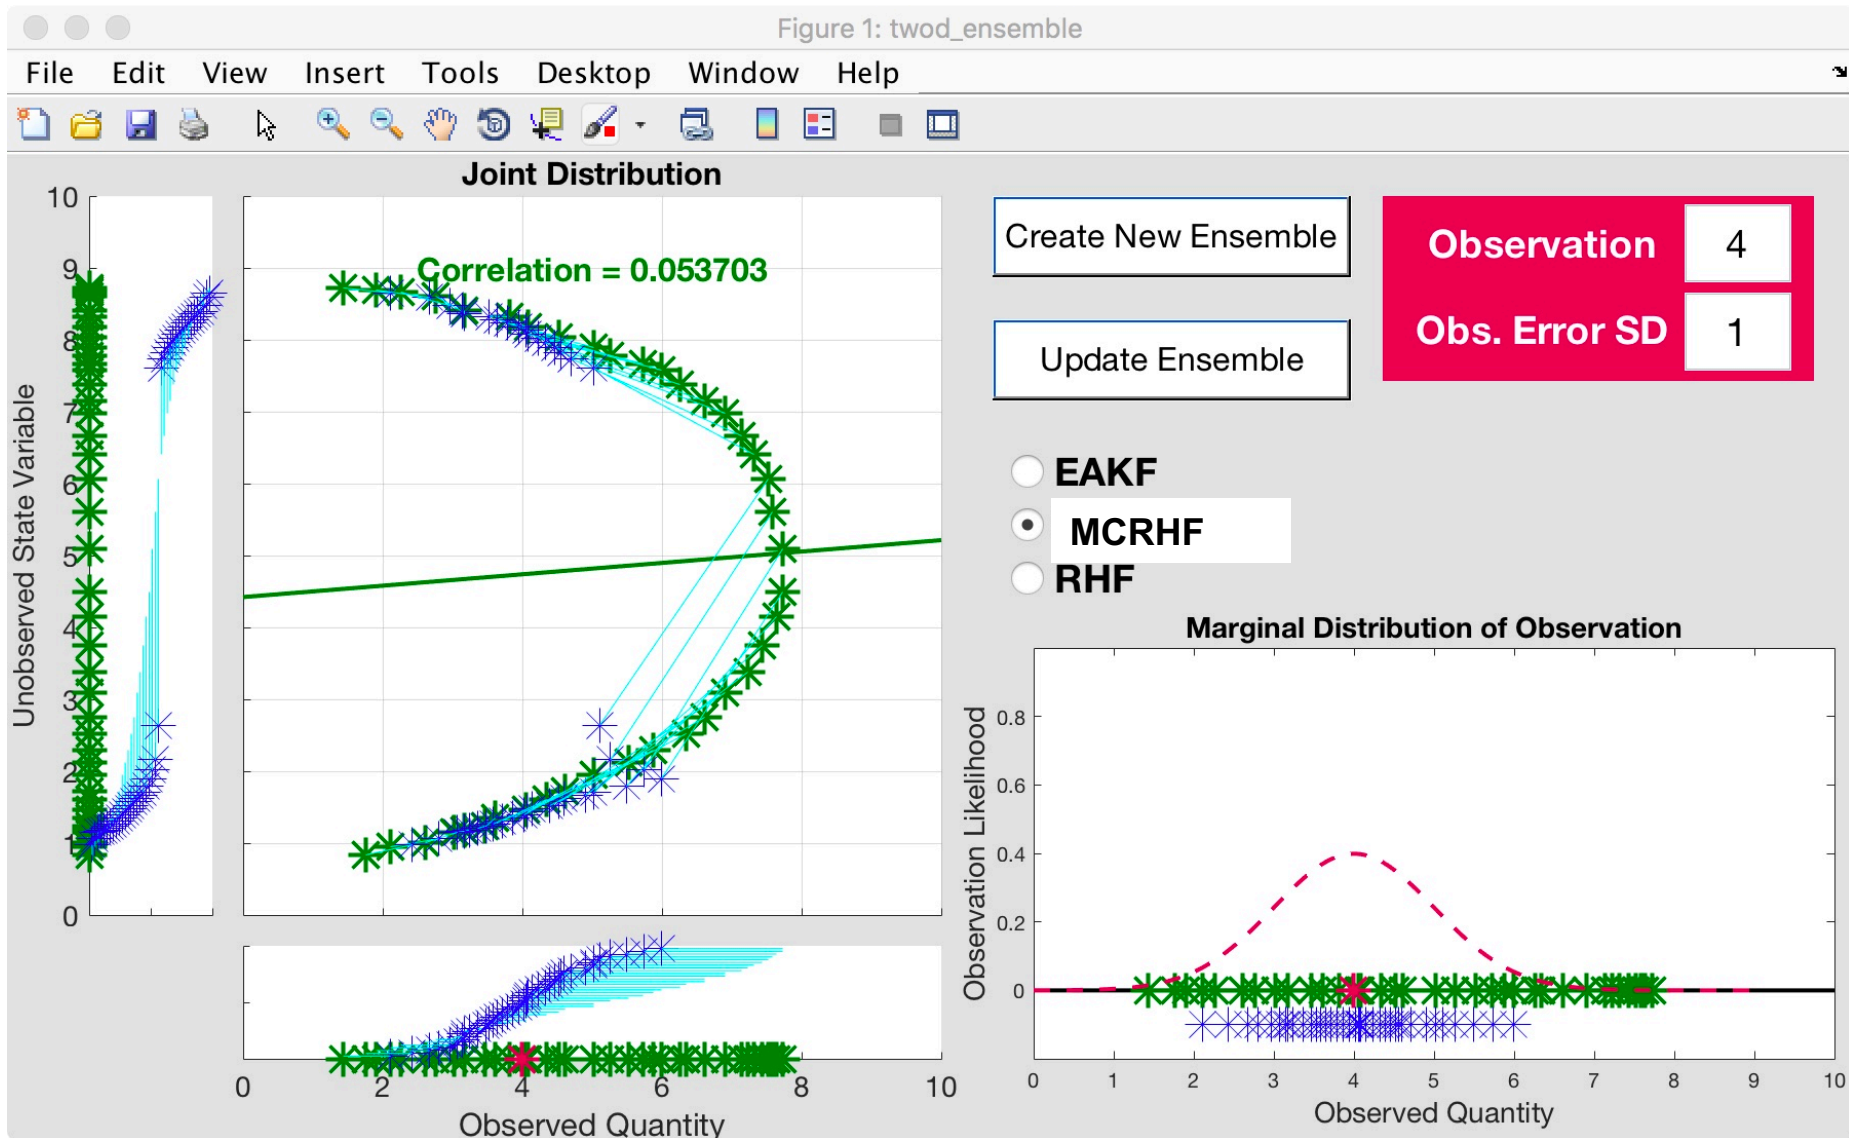 Figure 1: twod_ensemble
File Edit View Insert Tools Desktop Window Help
Joint Distribution
Correlation = 0.053703
Unobserved State Variable
10
9
8
7
6
5
4
3
2
1
0
0 2 4 6 8 10
Observed Quantity
Create New Ensemble
Update Ensemble
Observation 4
Obs. Error SD 1
EAKF
MCRHF
RHF
Marginal Distribution of Observation
Observation Likelihood
0.8
0.6
0.4
0.2
0
0 1 2 3 4 5 6 7 8 9 10
Observed Quantity